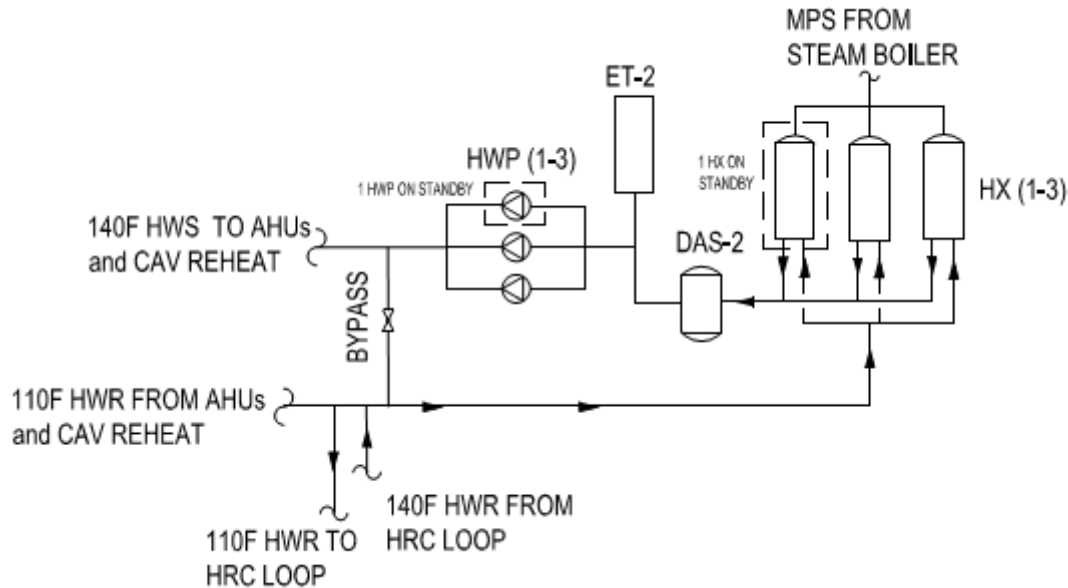 MPS FROM
STEAM BOILER
ET-2
HWP (1-3)
1 HWP ON STANDBY
1 HX ON
STANDBY
HX (1-3)
140F HWS TO AHUs
and CAV REHEAT
DAS-2
BYPASS
110F HWR FROM AHUs
and CAV REHEAT
140F HWR FROM
HRC LOOP
110F HWR TO
HRC LOOP